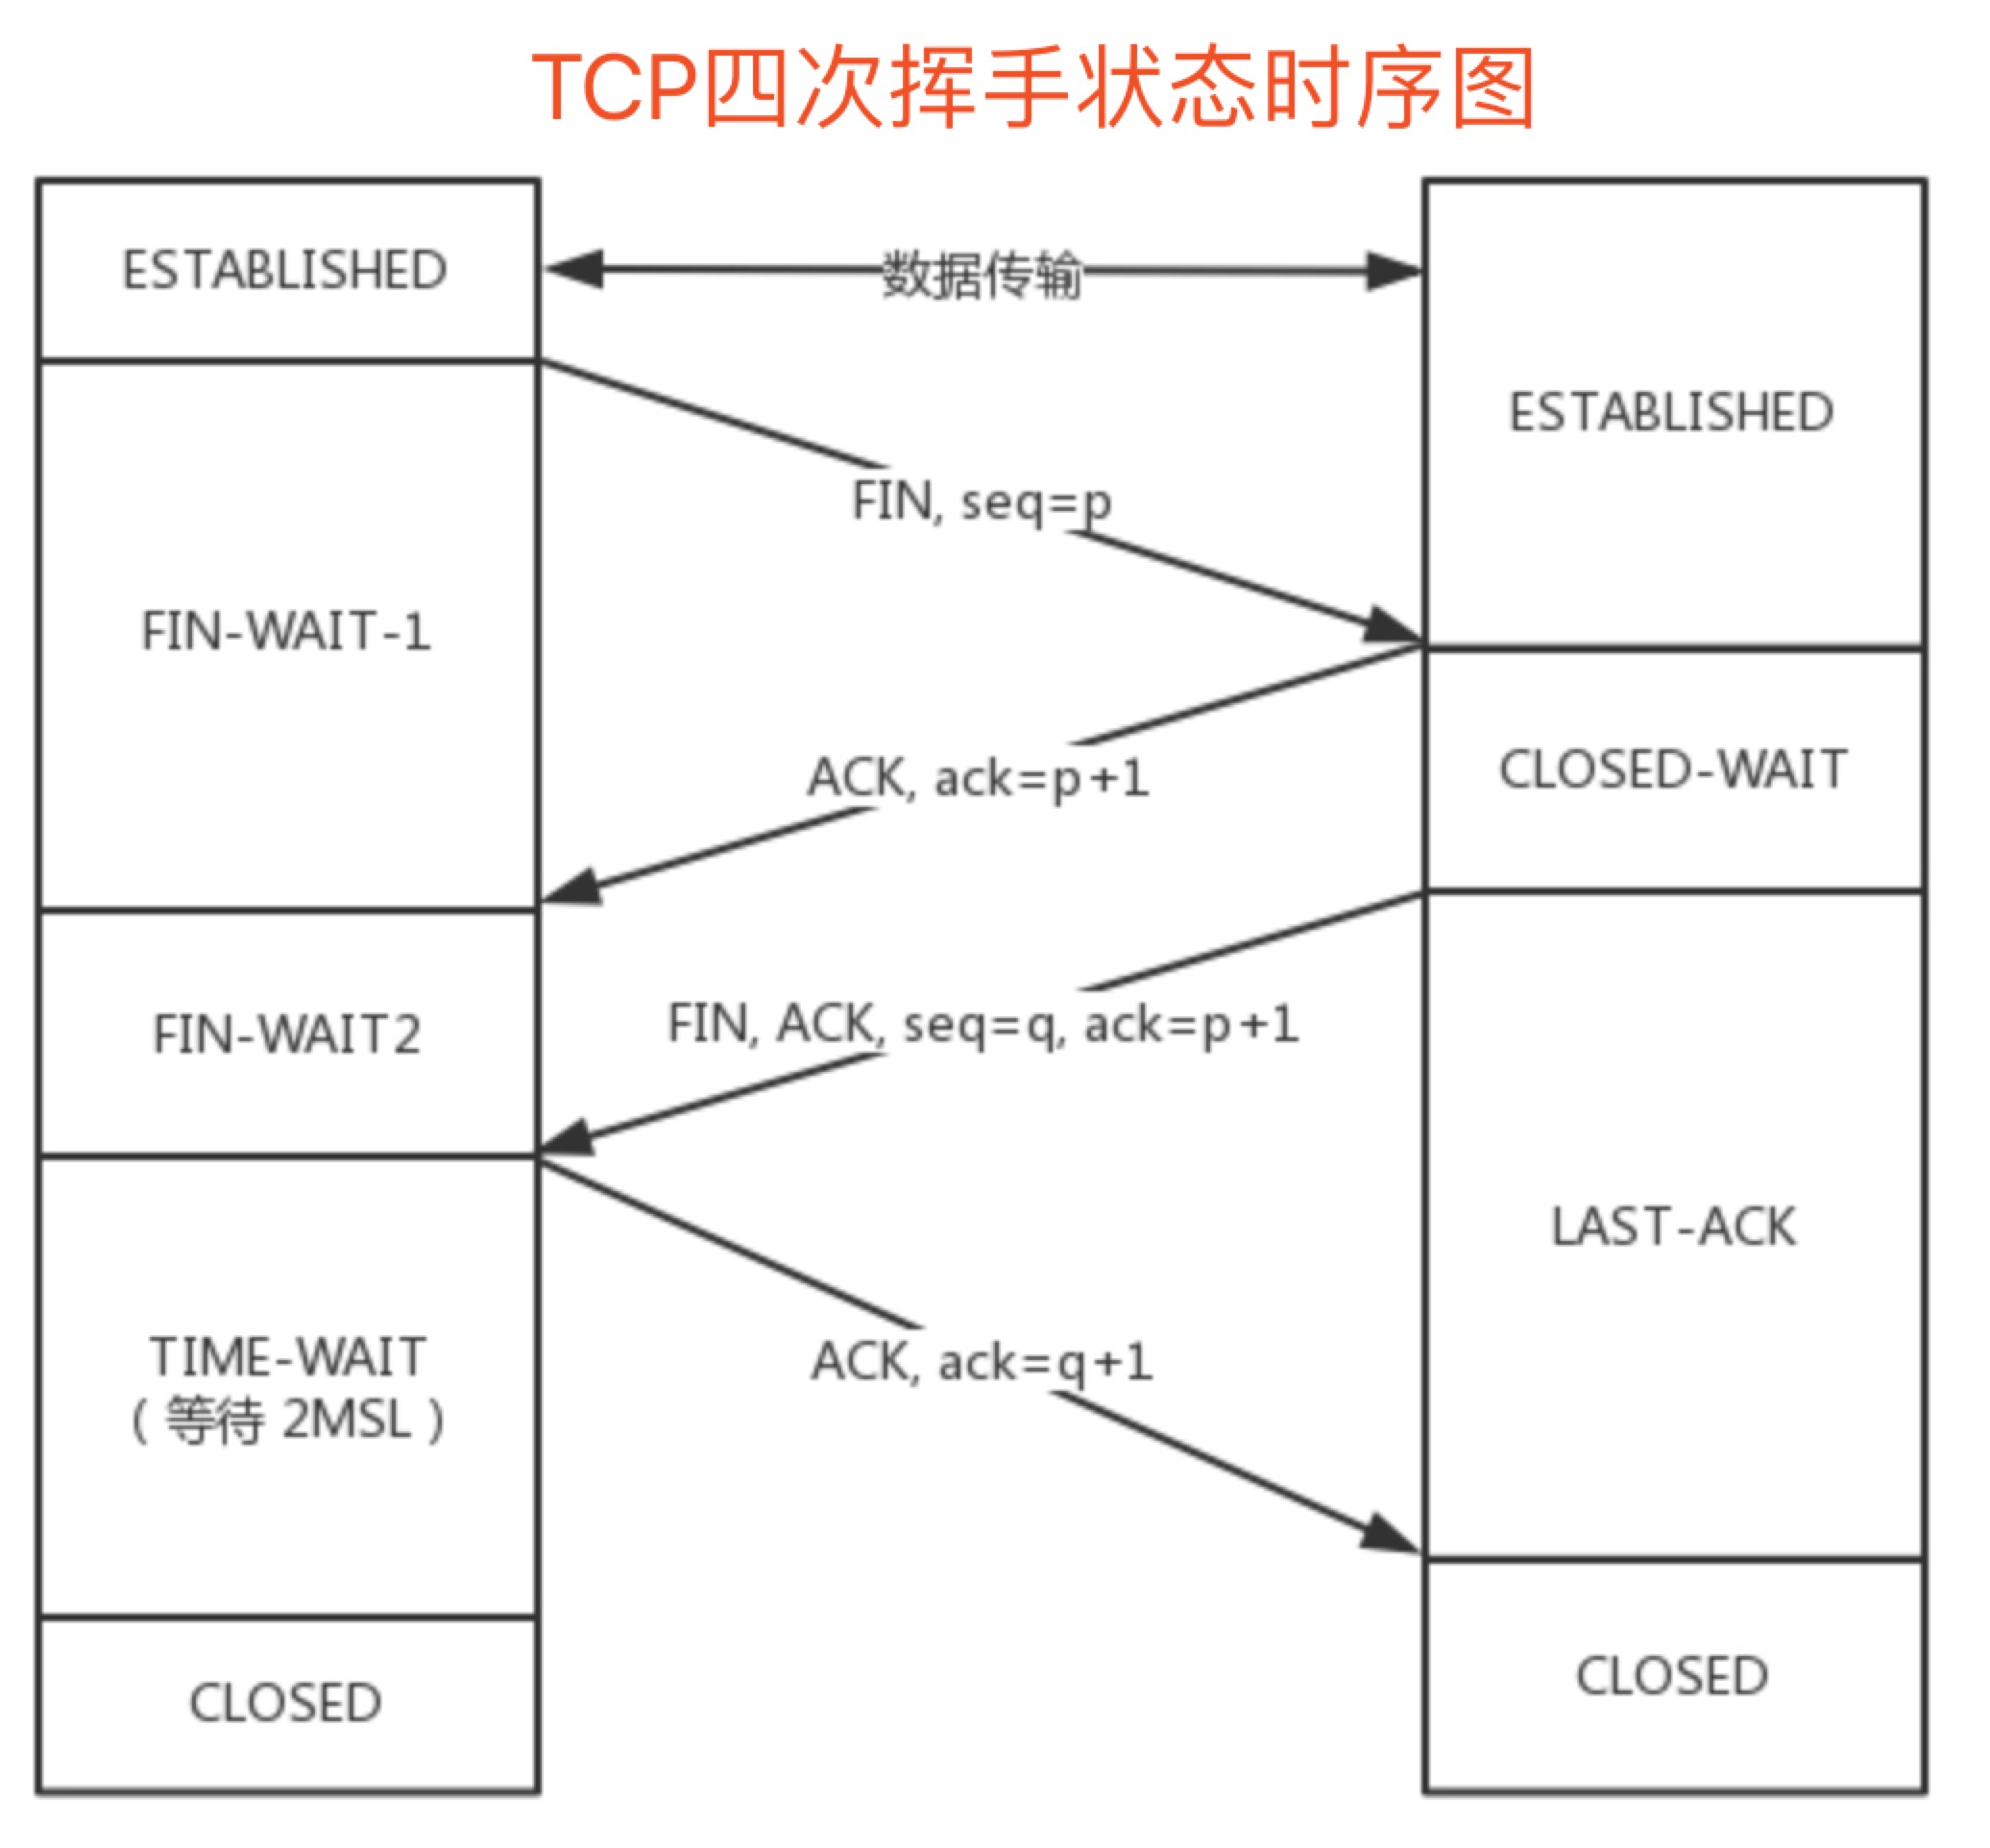 TCP四次挥手状态时序图
ESTABLISHED
数据传输
ESTABLISHED
FIN, seq=p
FIN-WAIT-1
ACK, ack=p+1
CLOSED-WAIT
FIN-WAIT2
FIN, ACK, seq=q, ack=p+1
LAST-ACK
TIME-WAIT
( 等待 2MSL )
ACK, ack=q+1
CLOSED
CLOSED